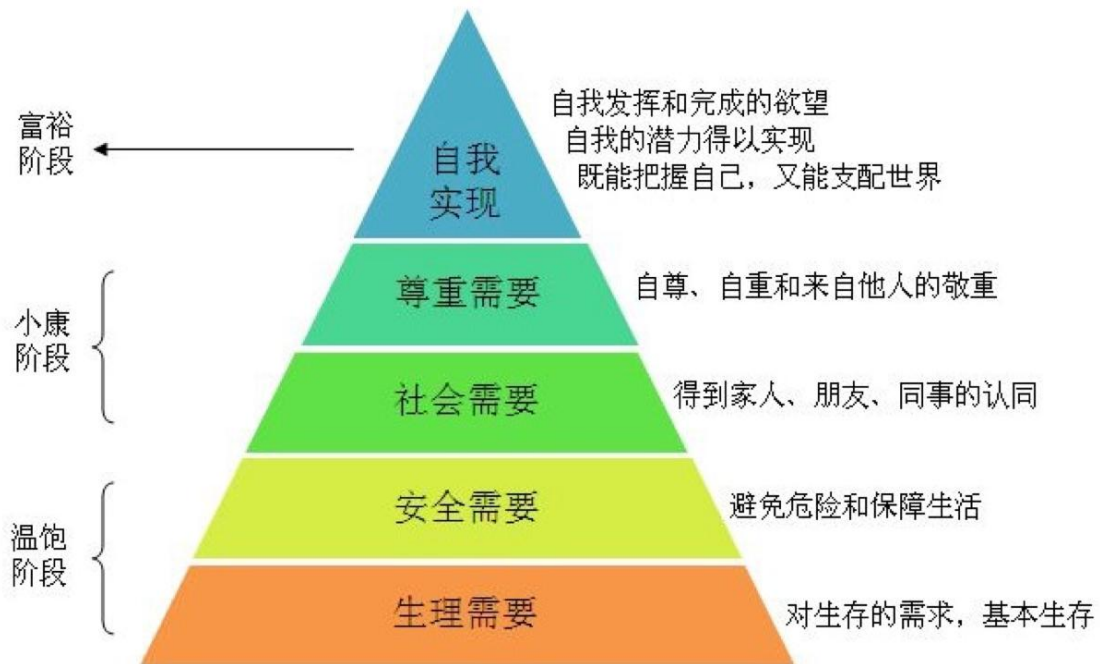 自我发挥和完成的欲望
自我的潜力得以实现
既能把握自己，又能支配世界
富裕
阶段
自我
实现
尊重需要
自尊、自重和来自他人的敬重
小康
阶段
社会需要
得到家人、朋友、同事的认同
安全需要
避免危险和保障生活
温饱
阶段
生理需要
对生存的需求，基本生存